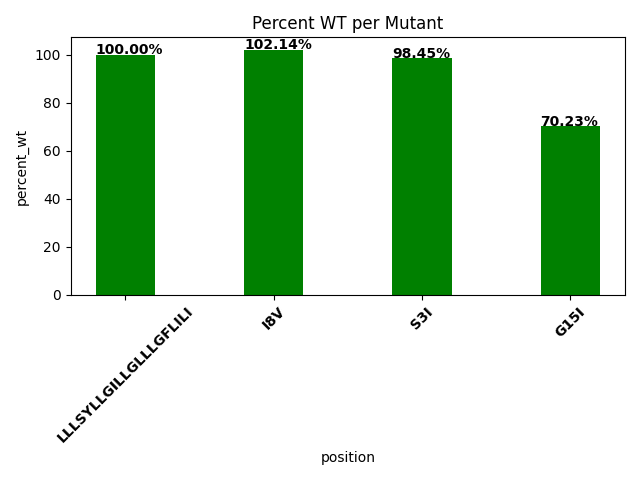 Percent WT per Mutant
100.00%
102.14%
98.45%
70.23%
percent_wt
100
80
60
40
20
0
LLLSYLLGILLGLLLGFLILI
I8V
S3I
G15I
position